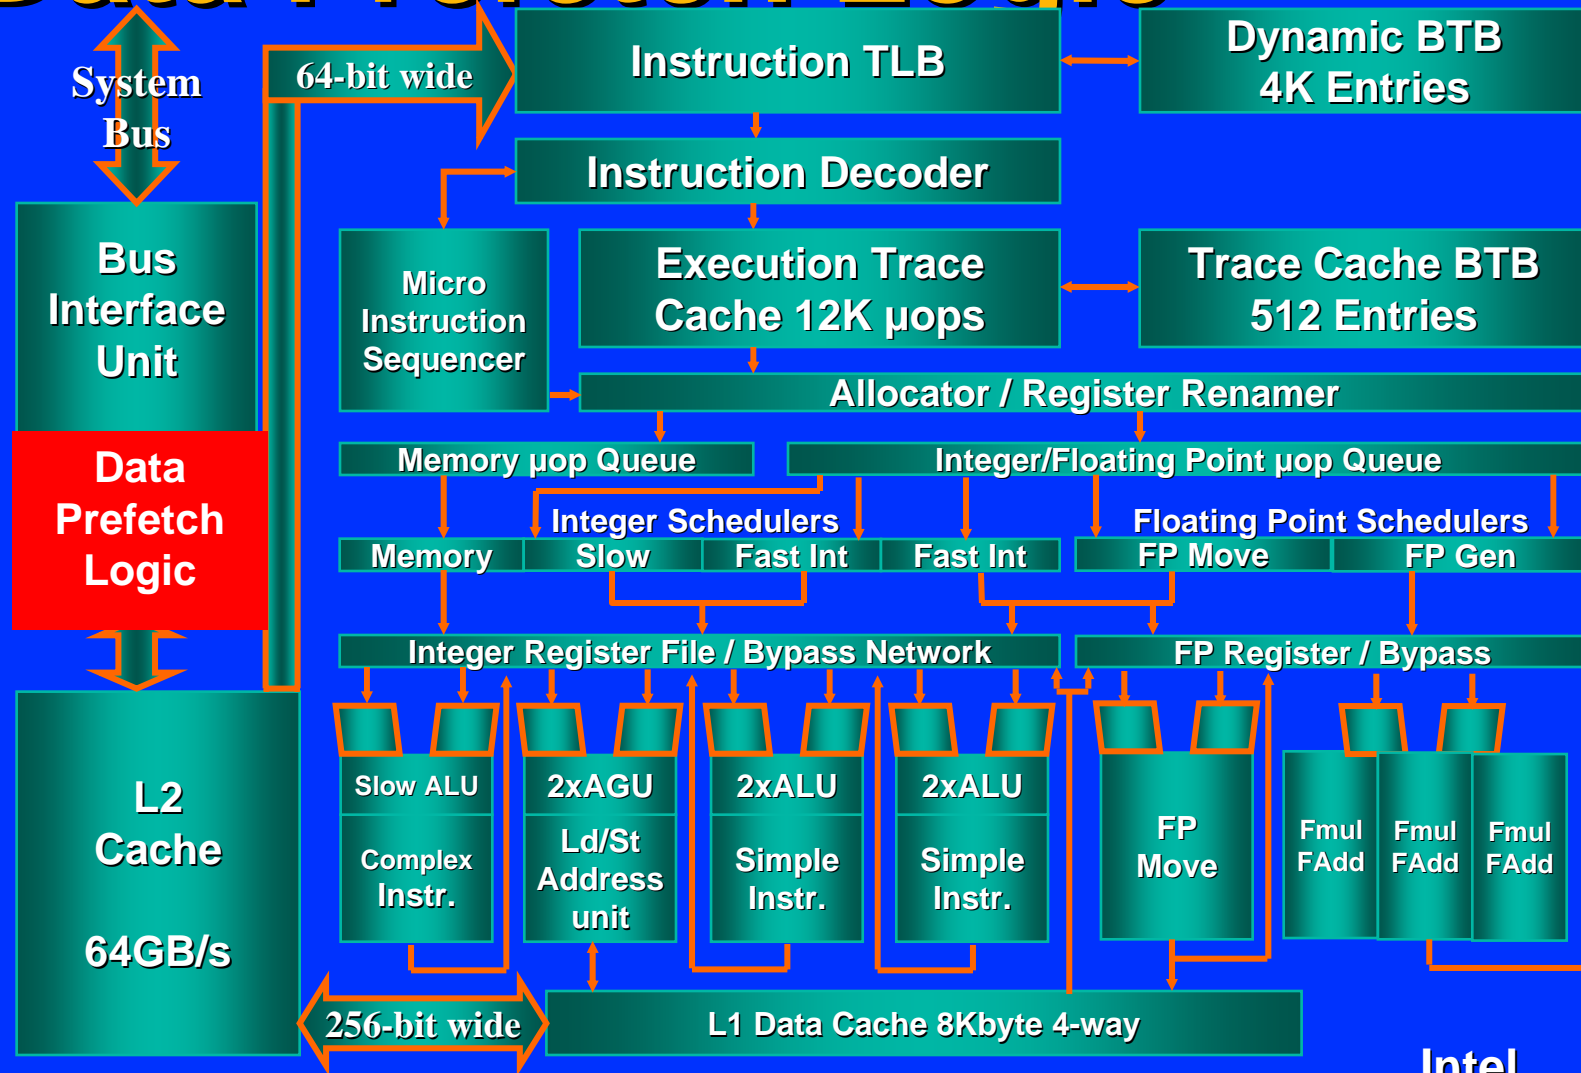 Data Prefetch Logic
System
Bus
64-bit wide
Instruction TLB
Dynamic BTB
4K Entries
Instruction Decoder
Bus
Interface
Unit
Micro
Instruction
Sequencer
Execution Trace
Cache 12K µops
Trace Cache BTB
512 Entries
Allocator / Register Renamer
Data
Prefetch
Logic
Memory µop Queue
Integer/Floating Point µop Queue
Integer Schedulers
Floating Point Schedulers
Memory
Slow
Fast Int
Fast Int
FP Move
FP Gen
Integer Register File / Bypass Network
FP Register / Bypass
L2
Cache
64GB/s
Slow ALU
Complex
Instr.
2xAGU
Ld/St
Address
unit
2xALU
Simple
Instr.
2xALU
Simple
Instr.
FP
Move
Fmul
FAdd
Fmul
FAdd
Fmul
FAdd
256-bit wide
L1 Data Cache 8Kbyte 4-way
Intel